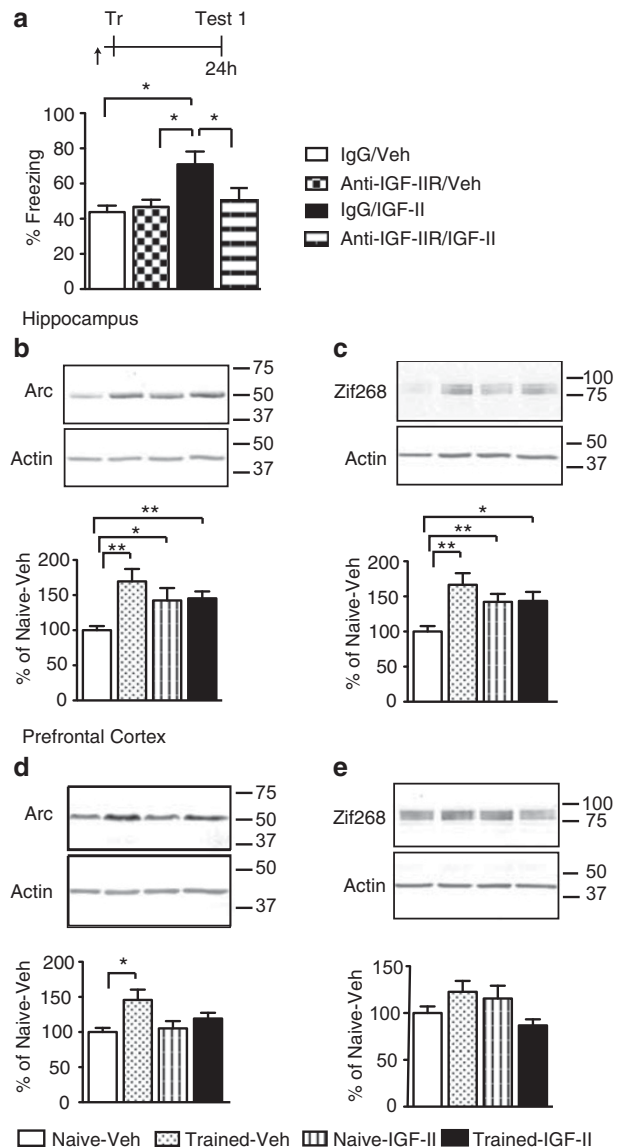 a
Tr Test 1
24h
*
* *
100
80
60
40
20
0
% Freezing
IgG/Veh
Anti-IGF-IIR/Veh
IgG/IGF-II
Anti-IGF-IIR/IGF-II
Hippocampus
b
Arc
75
50
37
Actin
50
37
**
*
**
200
150
100
50
0
% of Naive-Veh
c
Zif268
100
75
Actin
50
37
*
**
**
200
150
100
50
0
% of Naive-Veh
Prefrontal Cortex
d
Arc
75
50
37
Actin
50
37
*
200
150
100
50
0
% of Naive-Veh
e
Zif268
100
75
Actin
50
37
150
100
50
0
% of Naive-Veh
Naive-Veh Trained-Veh Naive-IGF-II Trained-IGF-II